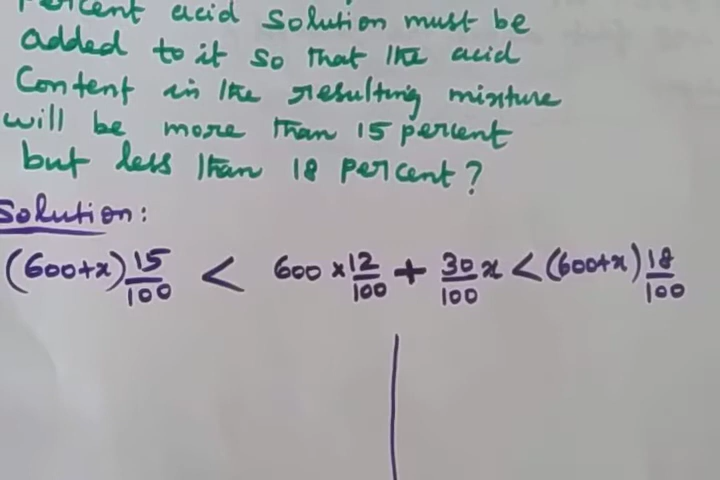 percent acid solution must be
added to it so that the acid
Content in the resulting mixture
will be more than 15 percent
but less than 18 percent?
Solution:
(600+x) 15/100 < 600 × 12/100 + 30/100 x < (600+x) 18/100